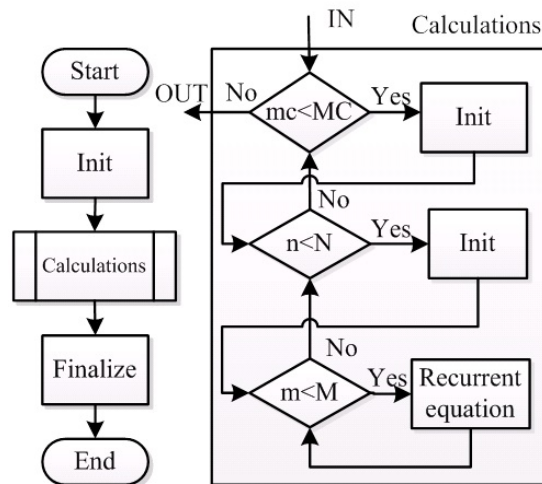 Start
Init
Calculations
Finalize
End
IN
Calculations
OUT
No
mc<MC
Yes
Init
No
n<N
Yes
Init
No
m<M
Yes
Recurrent
equation